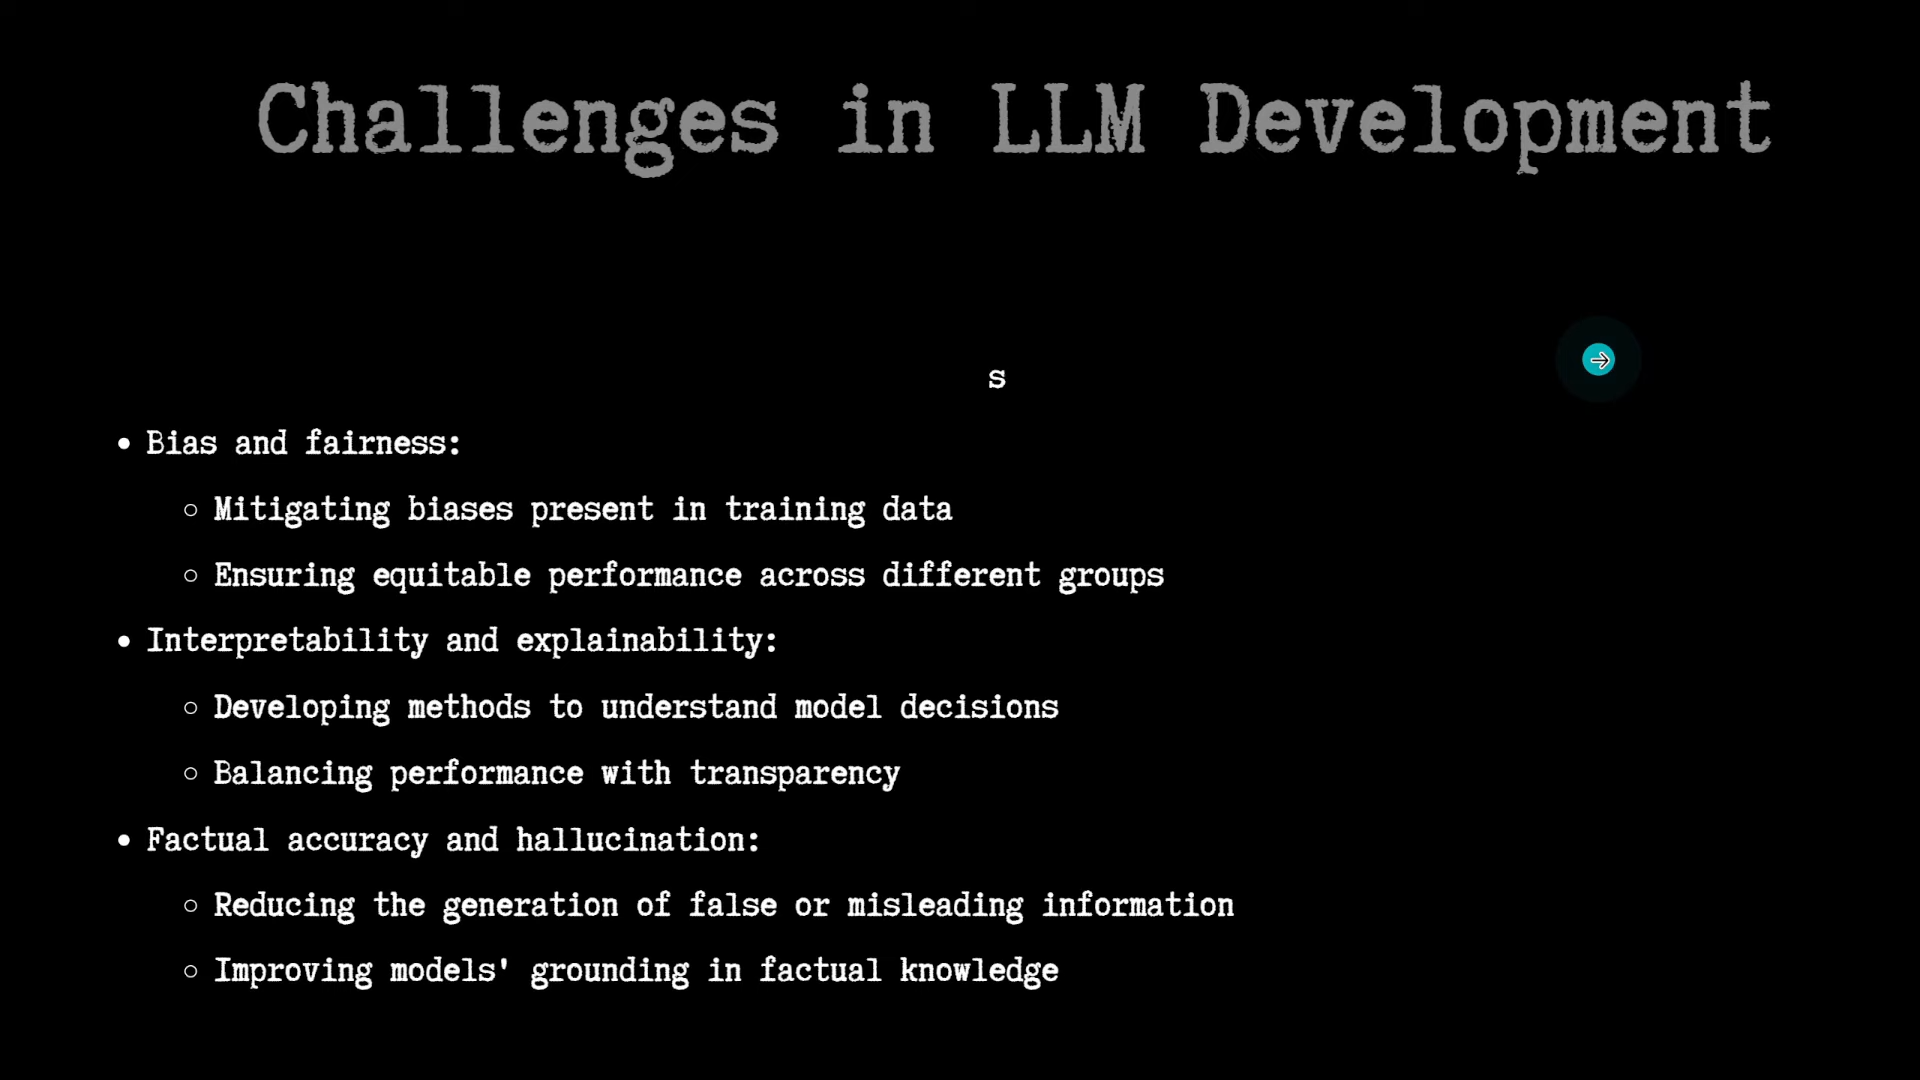 Challenges in LLM Development
s
• Bias and fairness:
○ Mitigating biases present in training data
○ Ensuring equitable performance across different groups
• Interpretability and explainability:
○ Developing methods to understand model decisions
○ Balancing performance with transparency
• Factual accuracy and hallucination:
○ Reducing the generation of false or misleading information
○ Improving models' grounding in factual knowledge